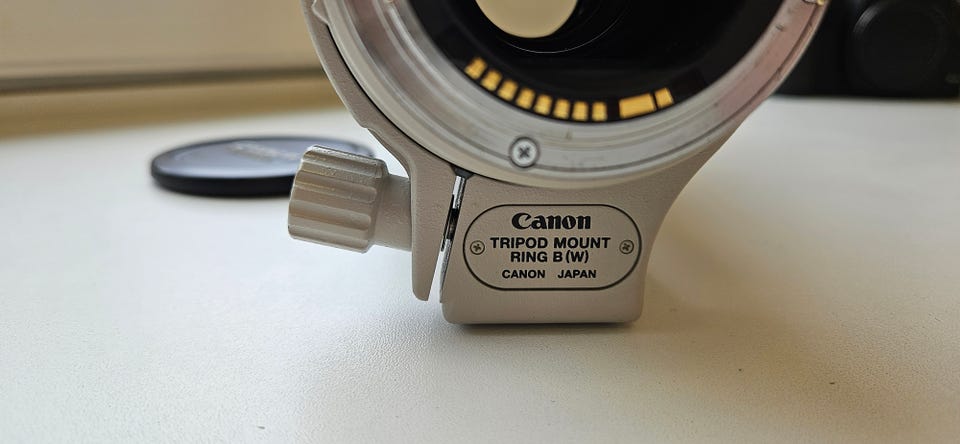 Canon
TRIPOD MOUNT
RING B (W)
CANON JAPAN